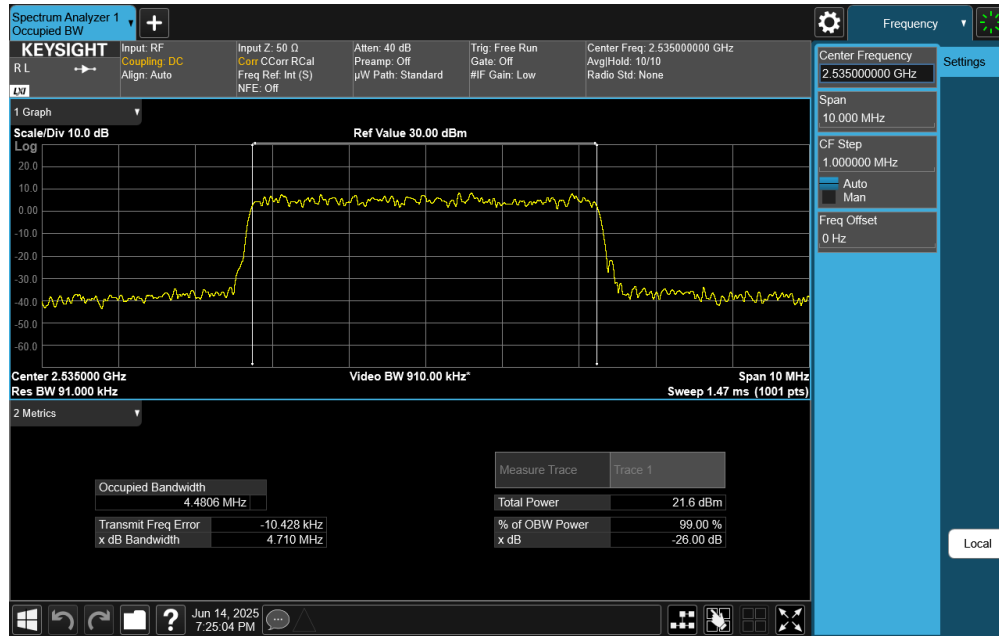 Spectrum Analyzer 1
Occupied BW
Frequency
KEYSIGHT
R L
LXI
Input: RF
Coupling: DC
Align: Auto
Input Z: 50 Ω
Corr CCorr RCal
Freq Ref: Int (S)
NFE: Off
Atten: 40 dB
Preamp: Off
µW Path: Standard
Trig: Free Run
Gate: Off
#IF Gain: Low
Center Freq: 2.535000000 GHz
Avg|Hold: 10/10
Radio Std: None
Center Frequency
2.535000000 GHz
Settings
Span
10.000 MHz
CF Step
1.000000 MHz
Auto
Man
Freq Offset
0 Hz
Local
1 Graph
Scale/Div 10.0 dB
Ref Value 30.00 dBm
Log
20.0
10.0
0.00
-10.0
-20.0
-30.0
-40.0
-50.0
-60.0
Center 2.535000 GHz
Video BW 910.00 kHz*
Span 10 MHz
Res BW 91.000 kHz
Sweep 1.47 ms (1001 pts)
2 Metrics
Measure Trace
Trace 1
Occupied Bandwidth
4.4806 MHz
Total Power
21.6 dBm
Transmit Freq Error
-10.428 kHz
% of OBW Power
99.00 %
x dB Bandwidth
4.710 MHz
x dB
-26.00 dB
?
Jun 14, 2025
7:25:04 PM